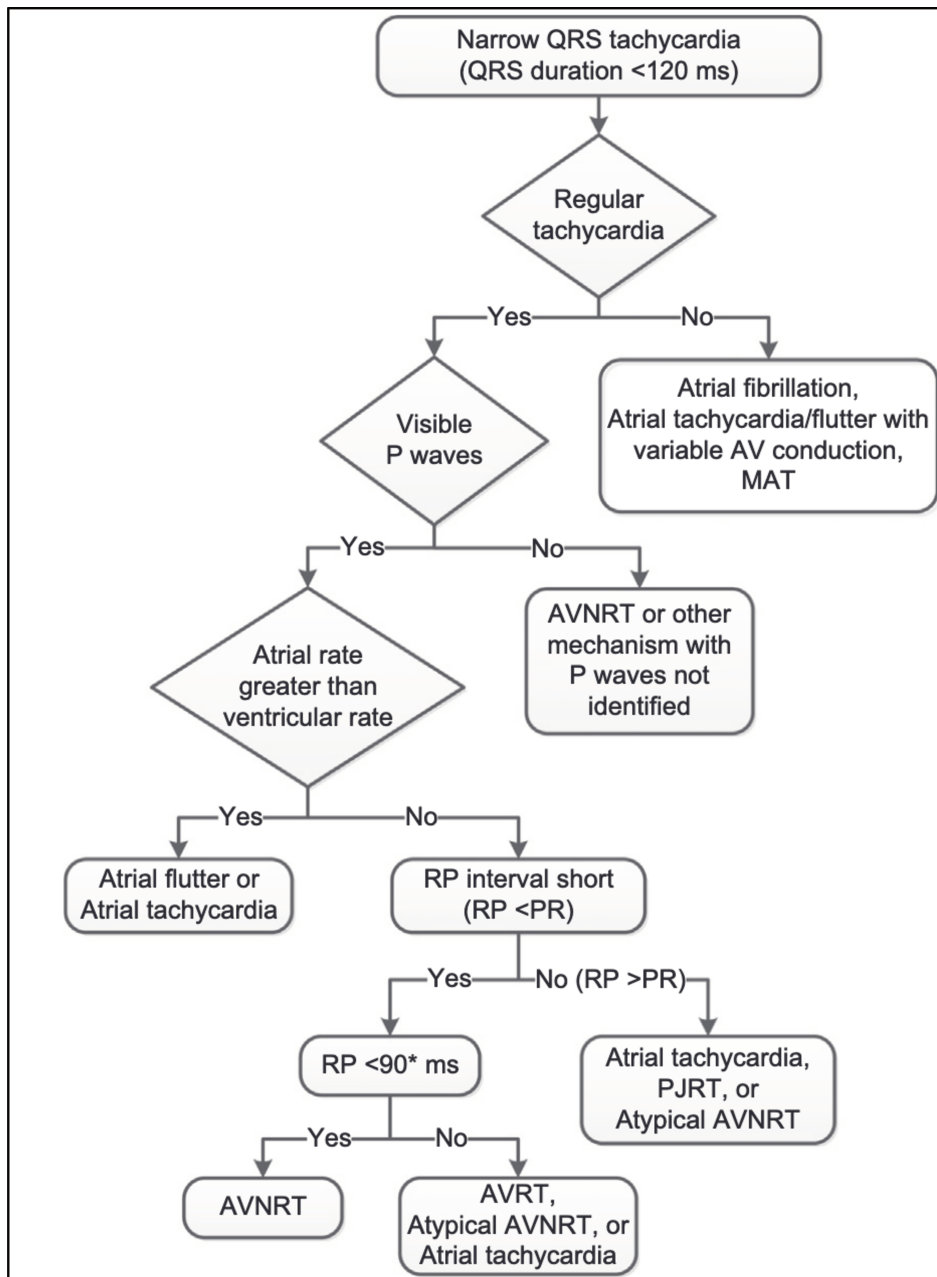 Narrow QRS tachycardia
(QRS duration <120 ms)
Regular
tachycardia
Yes
No
Visible
P waves
Atrial fibrillation,
Atrial tachycardia/flutter with
variable AV conduction,
MAT
Yes
No
Atrial rate
greater than
ventricular rate
AVNRT or other
mechanism with
P waves not
identified
Yes
No
Atrial flutter or
Atrial tachycardia
RP interval short
(RP <PR)
Yes
No (RP >PR)
RP <90* ms
Atrial tachycardia,
PJRT, or
Atypical AVNRT
Yes
No
AVNRT
AVRT,
Atypical AVNRT, or
Atrial tachycardia